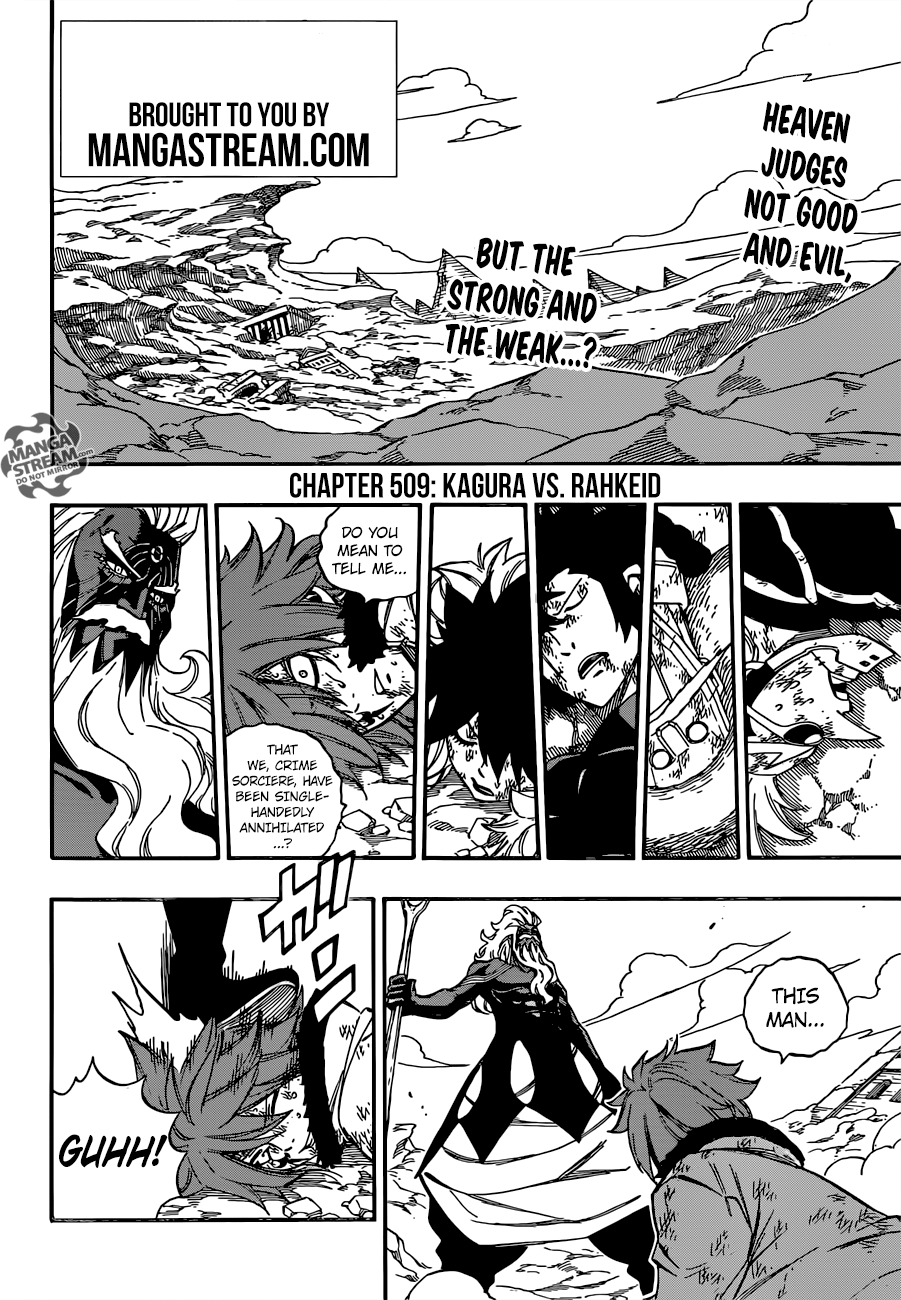 BROUGHT TO YOU BY
MANGASTREAM.COM
HEAVEN
JUDGES
NOT GOOD
AND EVIL,
BUT THE
STRONG AND
THE WEAK...?
MANGA
STREAM.com
DO NOT MIRROR
CHAPTER 509: KAGURA VS. RAHKEID
DO YOU
MEAN TO
TELL ME...
THAT
WE, CRIME
SORCIERE, HAVE
BEEN SINGLE-
HANDEDLY
ANNIHILATED
...?
ガン
GUHH!
THIS
MAN...